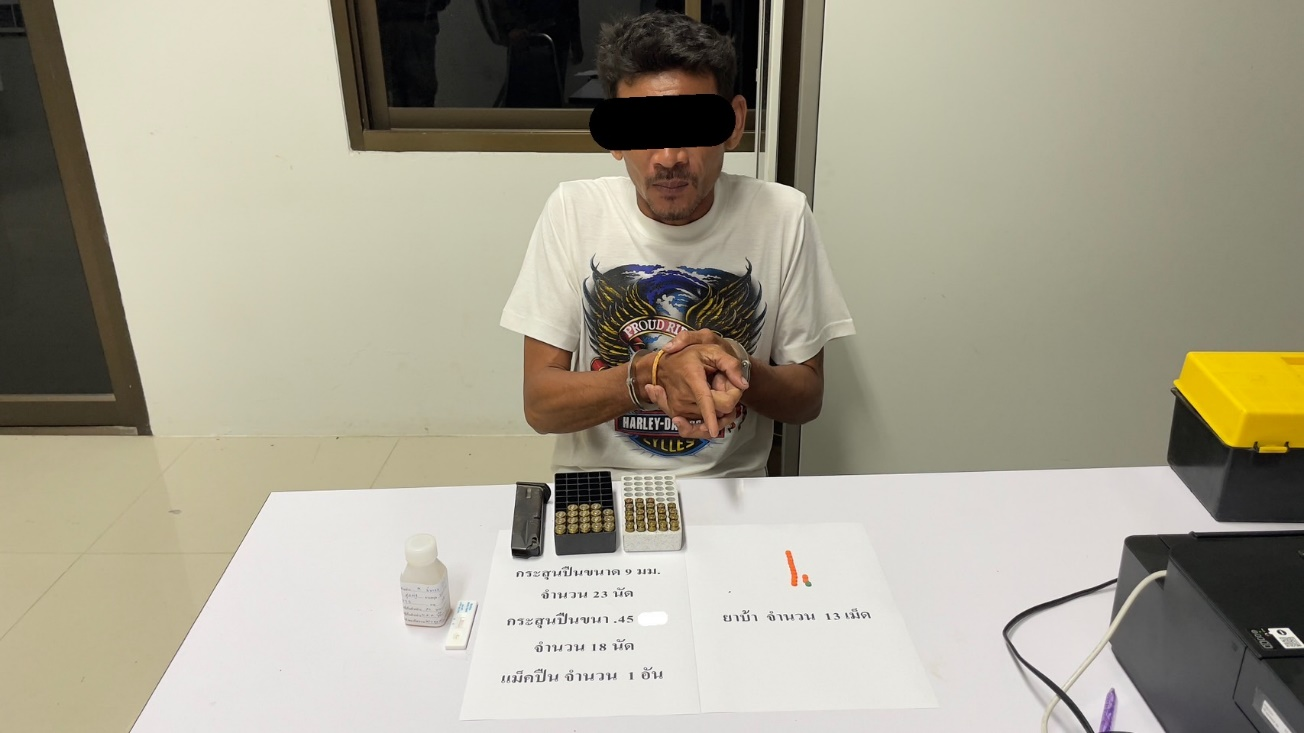 PROUD RI
HARLEY-DA
CYLLES
กระสุนปืนขนาด 9 มม.
จำนวน 23 นัด
กระสุนปืนขนา .45
จำนวน 18 นัด
แม็คปืน จำนวน 1 อัน
ยาบ้า จำนวน 13 เม็ด